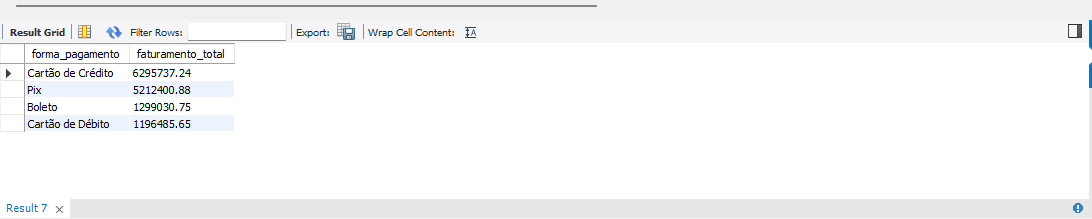 Result Grid Filter Rows: Export: Wrap Cell Content:
forma_pagamento faturamento_total
Cartão de Crédito 6295737.24
Pix 5212400.88
Boleto 1299030.75
Cartão de Débito 1196485.65
Result 7